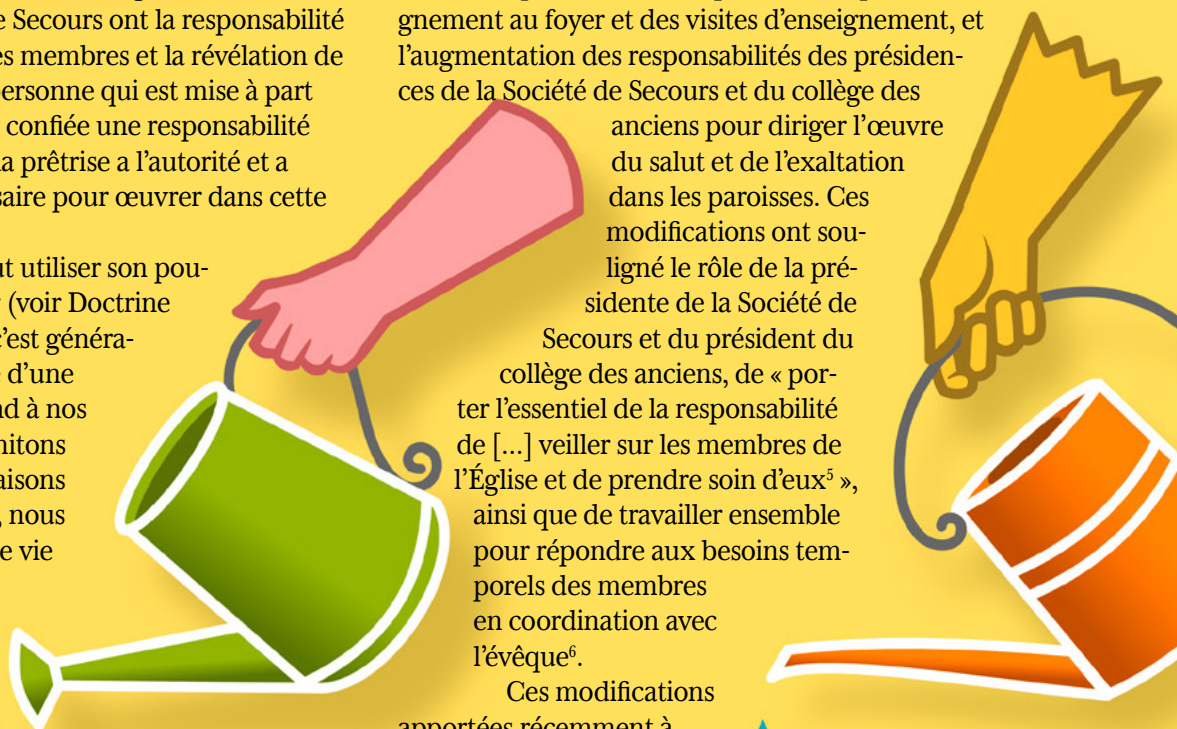 e Secours ont la responsabilité
es membres et la révélation de
ersonne qui est mise à part
confiée une responsabilité
la prêtrise a l'autorité et a
saire pour œuvrer dans cette
ut utiliser son pou-
(voir Doctrine
c'est généra-
d'une
nd à nos
nitons
aisons
, nous
e vie
gnement au foyer et des visites d'enseignement, et
l'augmentation des responsabilités des présiden-
ces de la Société de Secours et du collège des
anciens pour diriger l'œuvre
du salut et de l'exaltation
dans les paroisses. Ces
modifications ont sou-
ligné le rôle de la pré-
sidente de la Société de
Secours et du président du
collège des anciens, de « por-
ter l'essentiel de la responsabilité
de [...] veiller sur les membres de
l'Église et de prendre soin d'eux⁵ »,
ainsi que de travailler ensemble
pour répondre aux besoins tem-
porels des membres
en coordination avec
l'évêque⁶.
Ces modifications
apportées récemment à